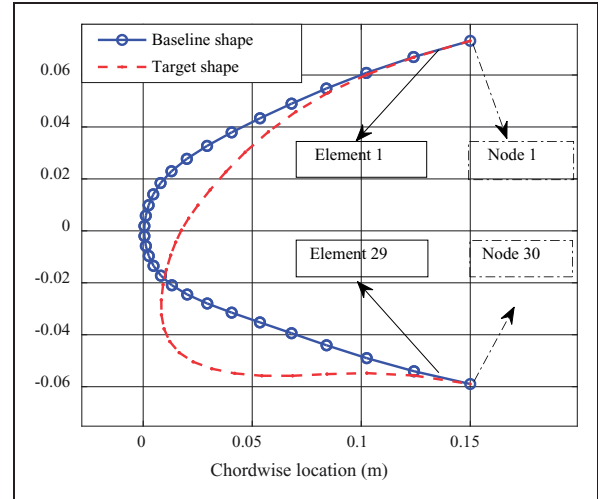 Baseline shape
Target shape
0.06
0.04
0.02
0
-0.02
-0.04
-0.06
Element 1
Node 1
Element 29
Node 30
0
0.05
0.1
0.15
Chordwise location (m)